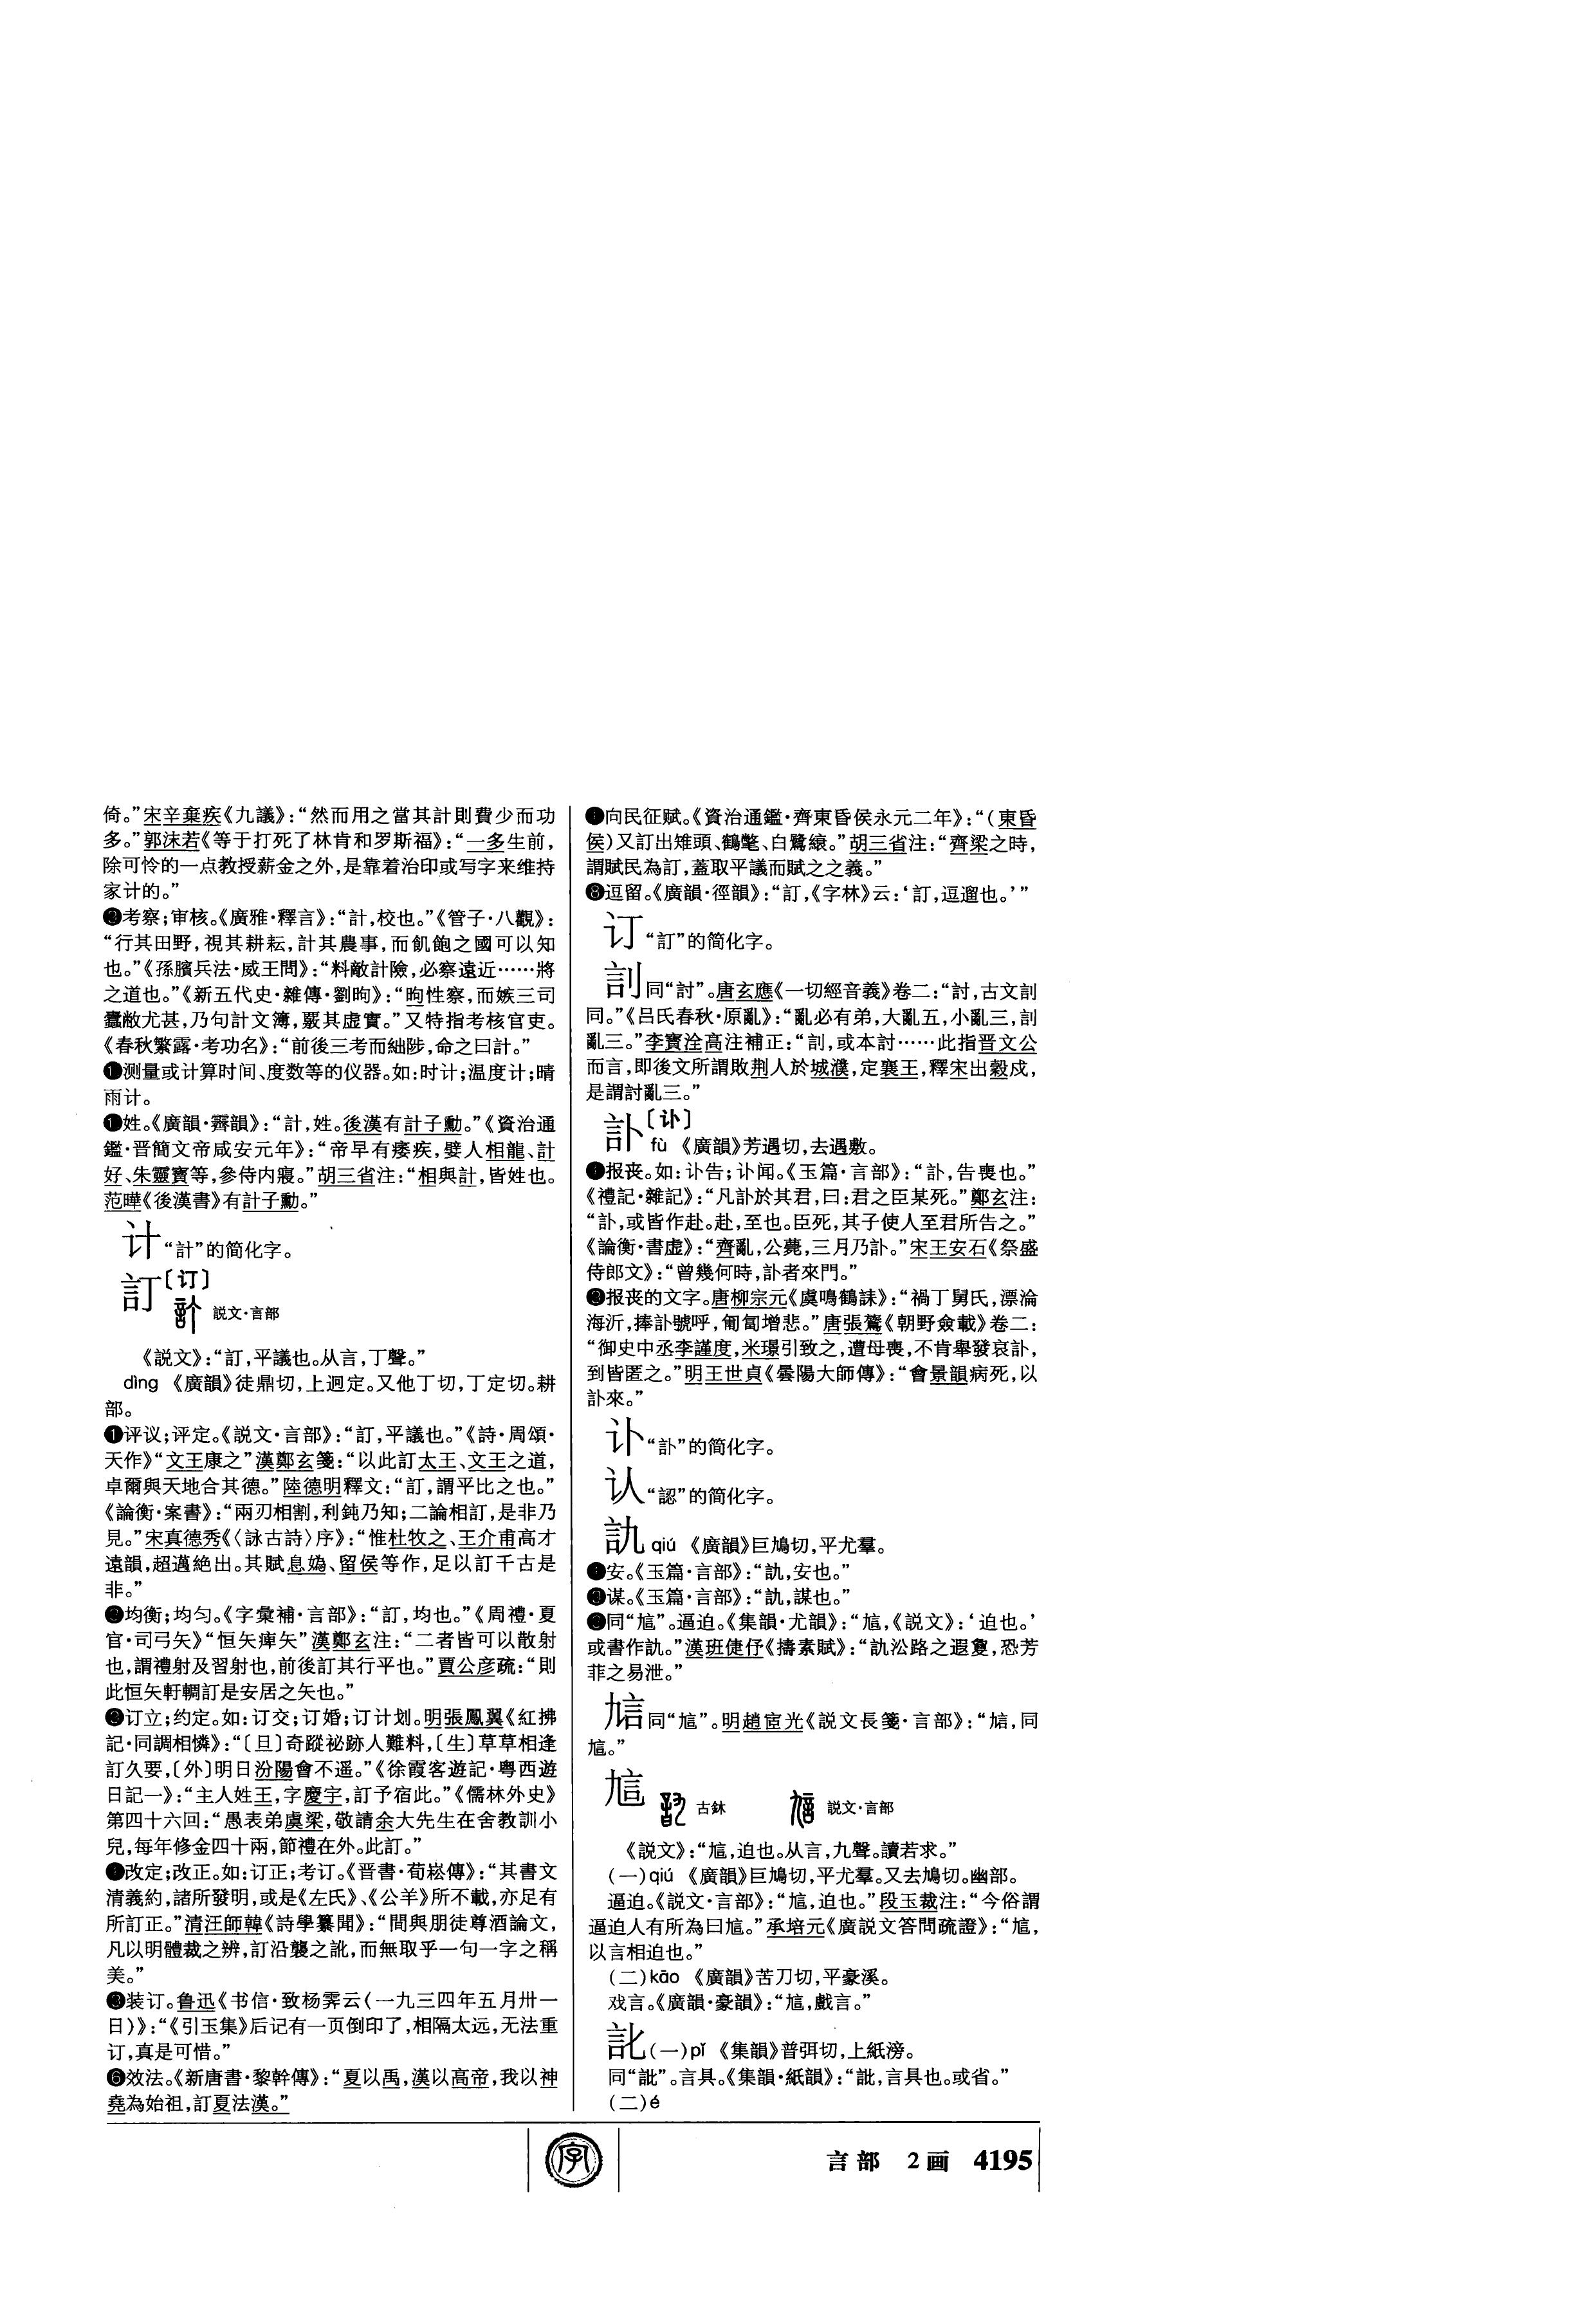 倚。”宋辛棄疾《九議》：“然而用之當其計則費少而功
多。”郭沫若《等于打死了林肯和罗斯福》：“一多生前，
除可怜的一点教授薪金之外，是靠着治印或写字来维持
家计的。”
考察；审核。《廣雅·釋言》：“計，校也。”《管子·八觀》：
“行其田野，視其耕耘，計其農事，而飢飽之國可以知
也。”《孫臏兵法·威王問》：“料敵計險，必察遠近……將
之道也。”《新五代史·雜傳·劉昫》：“昫性察，而嫉三司
蠹敝尤甚，乃句計文簿，覈其虚實。”又特指考核官吏。
《春秋繁露·考功名》：“前後三考而絀陟，命之曰計。”
测量或计算时间、度数等的仪器。如：时计；温度计；晴
雨计。
姓。《廣韻·霽韻》：“計，姓。後漢有計子勳。”《資治通
鑑·晋簡文帝咸安元年》：“帝早有痿疾，嬖人相龍、計
好、朱靈寶等，參侍内寢。”胡三省注：“相與計，皆姓也。
范曄《後漢書》有計子勳。”
计“計”的简化字。
訂〔订〕
説文·言部
《説文》：“訂，平議也。从言，丁聲。”
dìng 《廣韻》徒鼎切，上迥定。又他丁切，丁定切。耕
部。
❶评议；评定。《説文·言部》：“訂，平議也。”《詩·周頌·
天作》“文王康之”漢鄭玄箋：“以此訂太王、文王之道，
卓爾與天地合其德。”陸德明釋文：“訂，謂平比之也。”
《論衡·案書》：“兩刃相割，利鈍乃知；二論相訂，是非乃
見。”宋真德秀《〈詠古詩〉序》：“惟杜牧之、王介甫高才
遠韻，超邁絶出。其賦息嬀、留侯等作，足以訂千古是
非。”
❷均衡；均匀。《字彙補·言部》：“訂，均也。”《周禮·夏
官·司弓矢》“恒矢痺矢”漢鄭玄注：“二者皆可以散射
也，謂禮射及習射也，前後訂其行平也。”賈公彦疏：“則
此恒矢軒輖訂是安居之矢也。”
❸订立；约定。如：订交；订婚；订计划。明張鳳翼《紅拂
記·同調相憐》：“〔旦〕奇蹤祕跡人難料，〔生〕草草相逢
訂久要，〔外〕明日汾陽會不遥。”《徐霞客遊記·粤西遊
日記一》：“主人姓王，字慶宇，訂予宿此。”《儒林外史》
第四十六回：“愚表弟虞梁，敬請余大先生在舍教訓小
兒，每年修金四十兩，節禮在外。此訂。”
改定；改正。如：订正；考订。《晋書·荀崧傳》：“其書文
清義約，諸所發明，或是《左氏》、《公羊》所不載，亦足有
所訂正。”清汪師韓《詩學纂聞》：“間與朋徒尊酒論文，
凡以明體裁之辨，訂沿襲之訛，而無取乎一句一字之稱
美。”
装订。鲁迅《书信·致杨霁云（一九三四年五月卅一
日）》：“《引玉集》后记有一页倒印了，相隔太远，无法重
订，真是可惜。”
❻效法。《新唐書·黎幹傳》：“夏以禹，漢以高帝，我以神
堯為始祖，訂夏法漢。”
向民征赋。《資治通鑑·齊東昏侯永元二年》：“（東昏
侯）又訂出雉頭、鶴氅、白鷺縗。”胡三省注：“齊梁之時，
謂賦民為訂，蓋取平議而賦之之義。”
❽逗留。《廣韻·徑韻》：“訂，《字林》云：‘訂，逗遛也。’”
订“訂”的简化字。
訠同“討”。唐玄應《一切經音義》卷二：“討，古文訠
同。”《吕氏春秋·原亂》：“亂必有弟，大亂五，小亂三，訠
亂三。”李寶洤高注補正：“訠，或本討……此指晋文公
而言，即後文所謂敗荆人於城濮，定襄王，釋宋出穀戍，
是謂討亂三。”
訃〔讣〕
fù 《廣韻》芳遇切，去遇敷。
报丧。如：讣告；讣闻。《玉篇·言部》：“訃，告喪也。”
《禮記·雜記》：“凡訃於其君，曰：君之臣某死。”鄭玄注：
“訃，或皆作赴。赴，至也。臣死，其子使人至君所告之。”
《論衡·書虚》：“齊亂，公薨，三月乃訃。”宋王安石《祭盛
侍郎文》：“曾幾何時，訃者來門。”
❷报丧的文字。唐柳宗元《虞鳴鶴誄》：“禍丁舅氏，漂淪
海沂，捧訃號呼，匍匐增悲。”唐張鷟《朝野僉載》卷二：
“御史中丞李謹度，米璟引致之，遭母喪，不肯舉發哀訃，
到皆匿之。”明王世貞《曇陽大師傳》：“會景韻病死，以
訃來。”
讣“訃”的简化字。
认“認”的简化字。
訄 qiú 《廣韻》巨鳩切，平尤羣。
安。《玉篇·言部》：“訄，安也。”
谋。《玉篇·言部》：“訄，謀也。”
同“訄”。逼迫。《集韻·尤韻》：“訄，《説文》：‘迫也。’
或書作訅。”漢班倢伃《擣素賦》：“訅沁路之遐敻，恐芳
菲之易泄。”
同“訄”。明趙宧光《説文長箋·言部》：“，同
訄。”
訄 古鉥 説文·言部
《説文》：“訄，迫也。从言，九聲。讀若求。”
（一）qiú 《廣韻》巨鳩切，平尤羣。又去鳩切。幽部。
逼迫。《説文·言部》：“訄，迫也。”段玉裁注：“今俗謂
逼迫人有所為曰訄。”承培元《廣説文答問疏證》：“訄，
以言相迫也。”
（二）kāo 《廣韻》苦刀切，平豪溪。
戏言。《廣韻·豪韻》：“訄，戲言。”
訛（一）pǐ 《集韻》普弭切，上紙滂。
同“訿”。言具。《集韻·紙韻》：“訿，言具也。或省。”
（二）é
字
言部 2画 4195